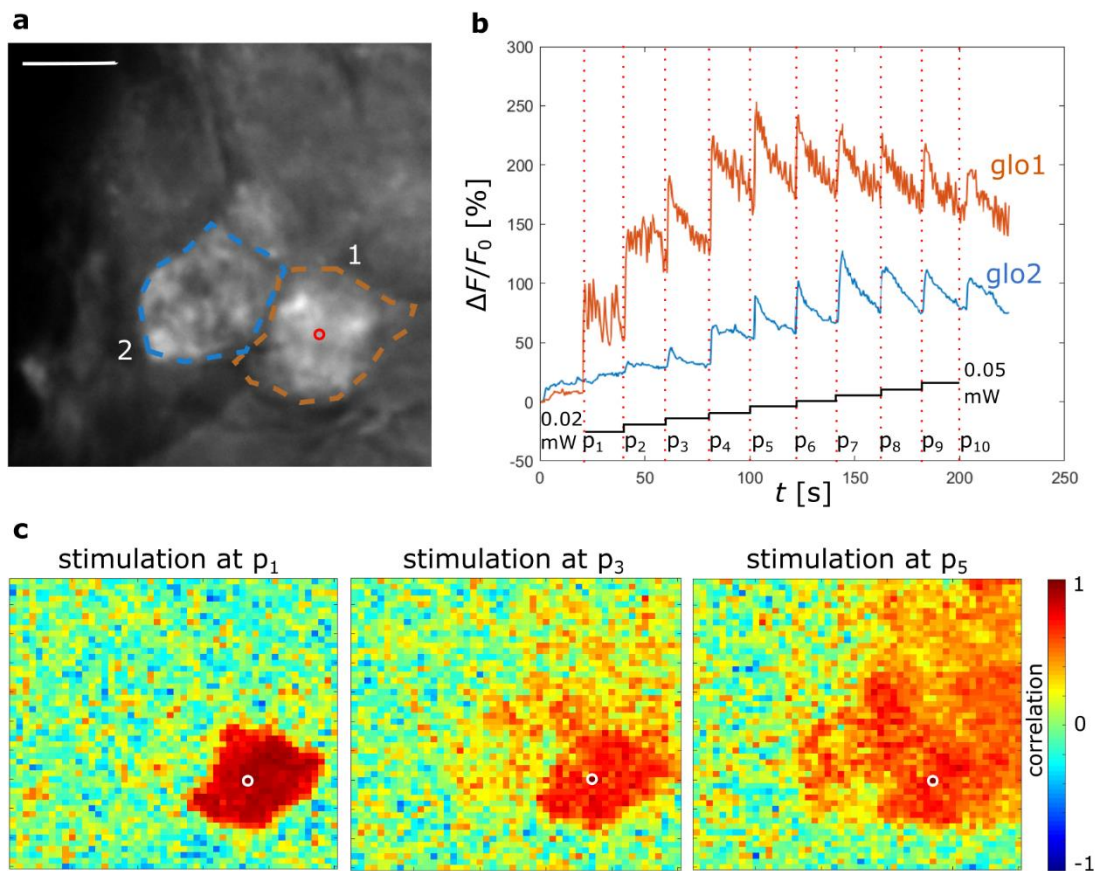 a
1
2
b
300
250
200
150
100
50
0
-50
ΔF/F₀ [%]
glo1
glo2
0.02
mW
0.05
mW
p₁ p₂ p₃ p₄ p₅ p₆ p₇ p₈ p₉ p₁₀
0 50 100 150 200 250
t [s]
c
stimulation at p₁
stimulation at p₃
stimulation at p₅
1
0
-1
correlation